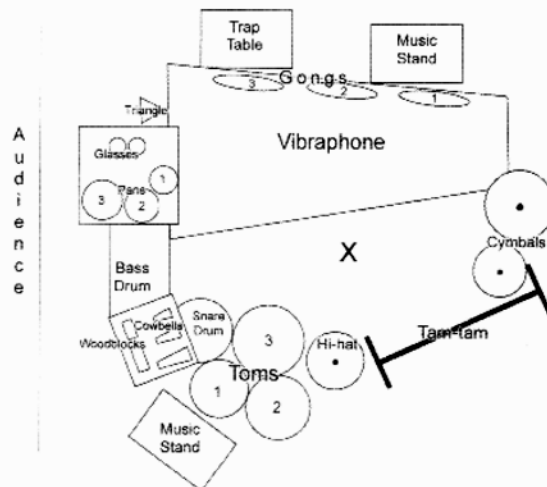 Trap
Table
Music
Stand
Gongs
3
2
1
Triangle
Vibraphone
Audience
Glasses
1
Pans
3
2
Cymbals
X
Bass
Drum
Cowbells
Snare
Drum
Woodblocks
3
Hi-hat
Tam-tam
Toms
1
2
Music
Stand